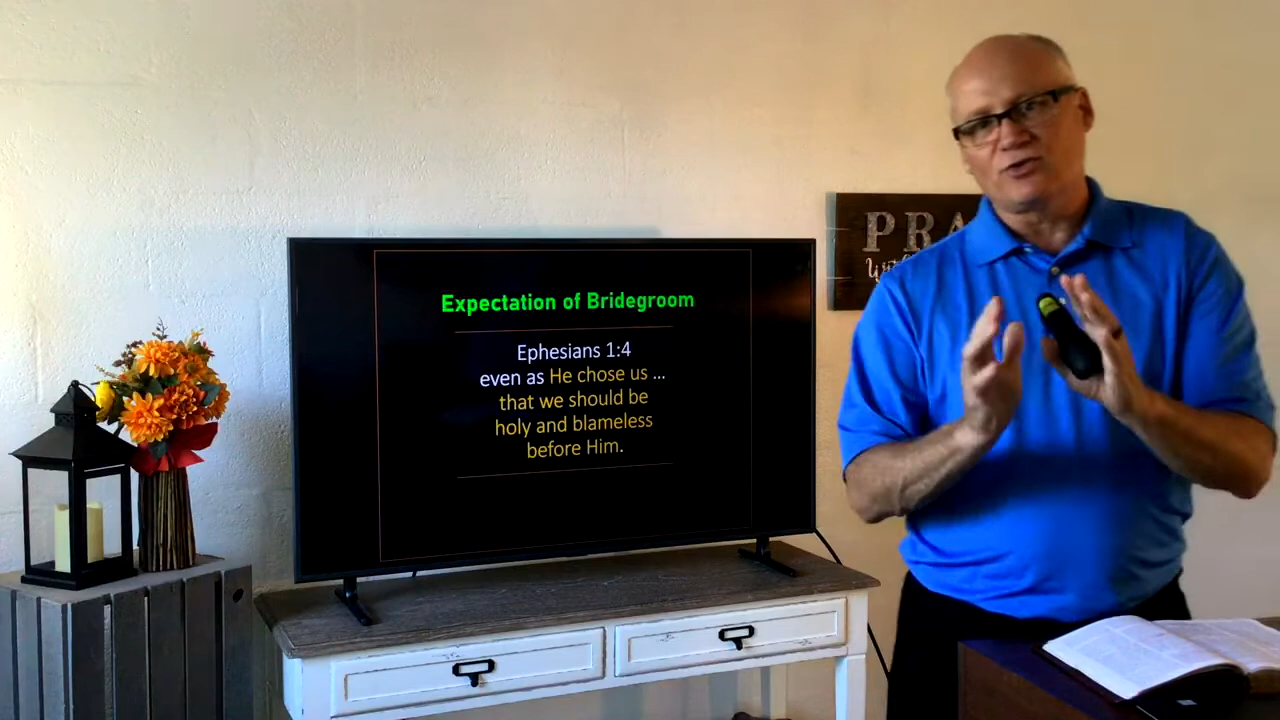 Expectation of Bridegroom
Ephesians 1:4
even as He chose us ...
that we should be
holy and blameless
before Him.
PRA